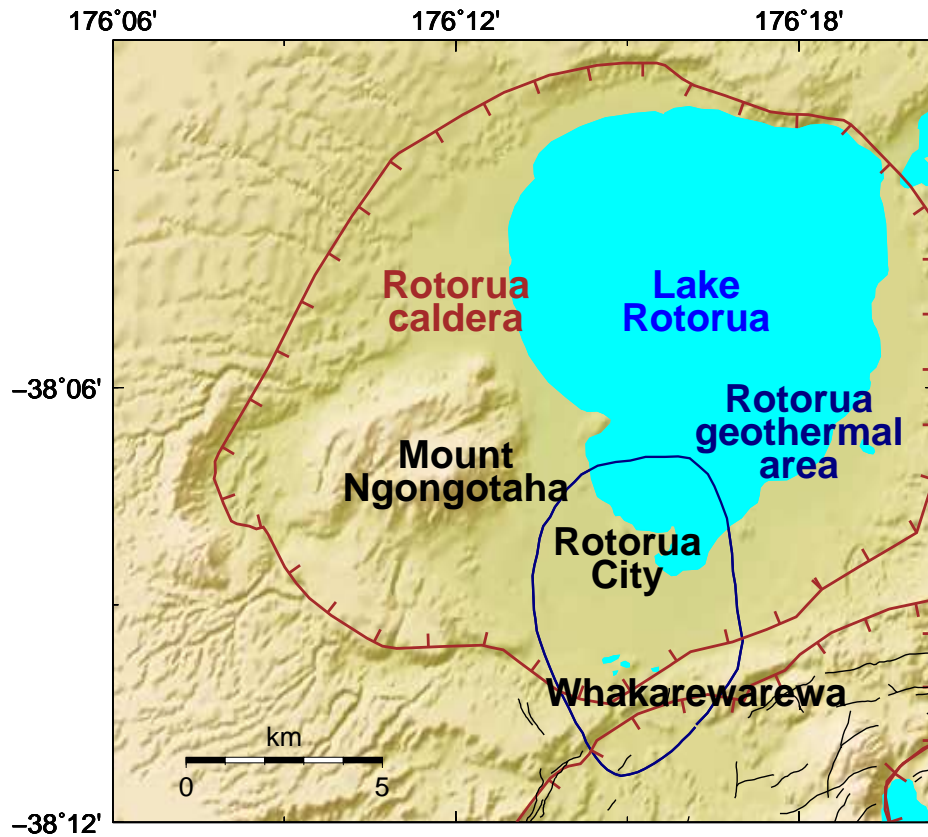 176°06'
176°12'
176°18'
Rotorua
caldera
Lake
Rotorua
−38°06'
Rotorua
geothermal
area
Mount
Ngongotaha
Rotorua
City
Whakarewarewa
km
0
5
−38°12'